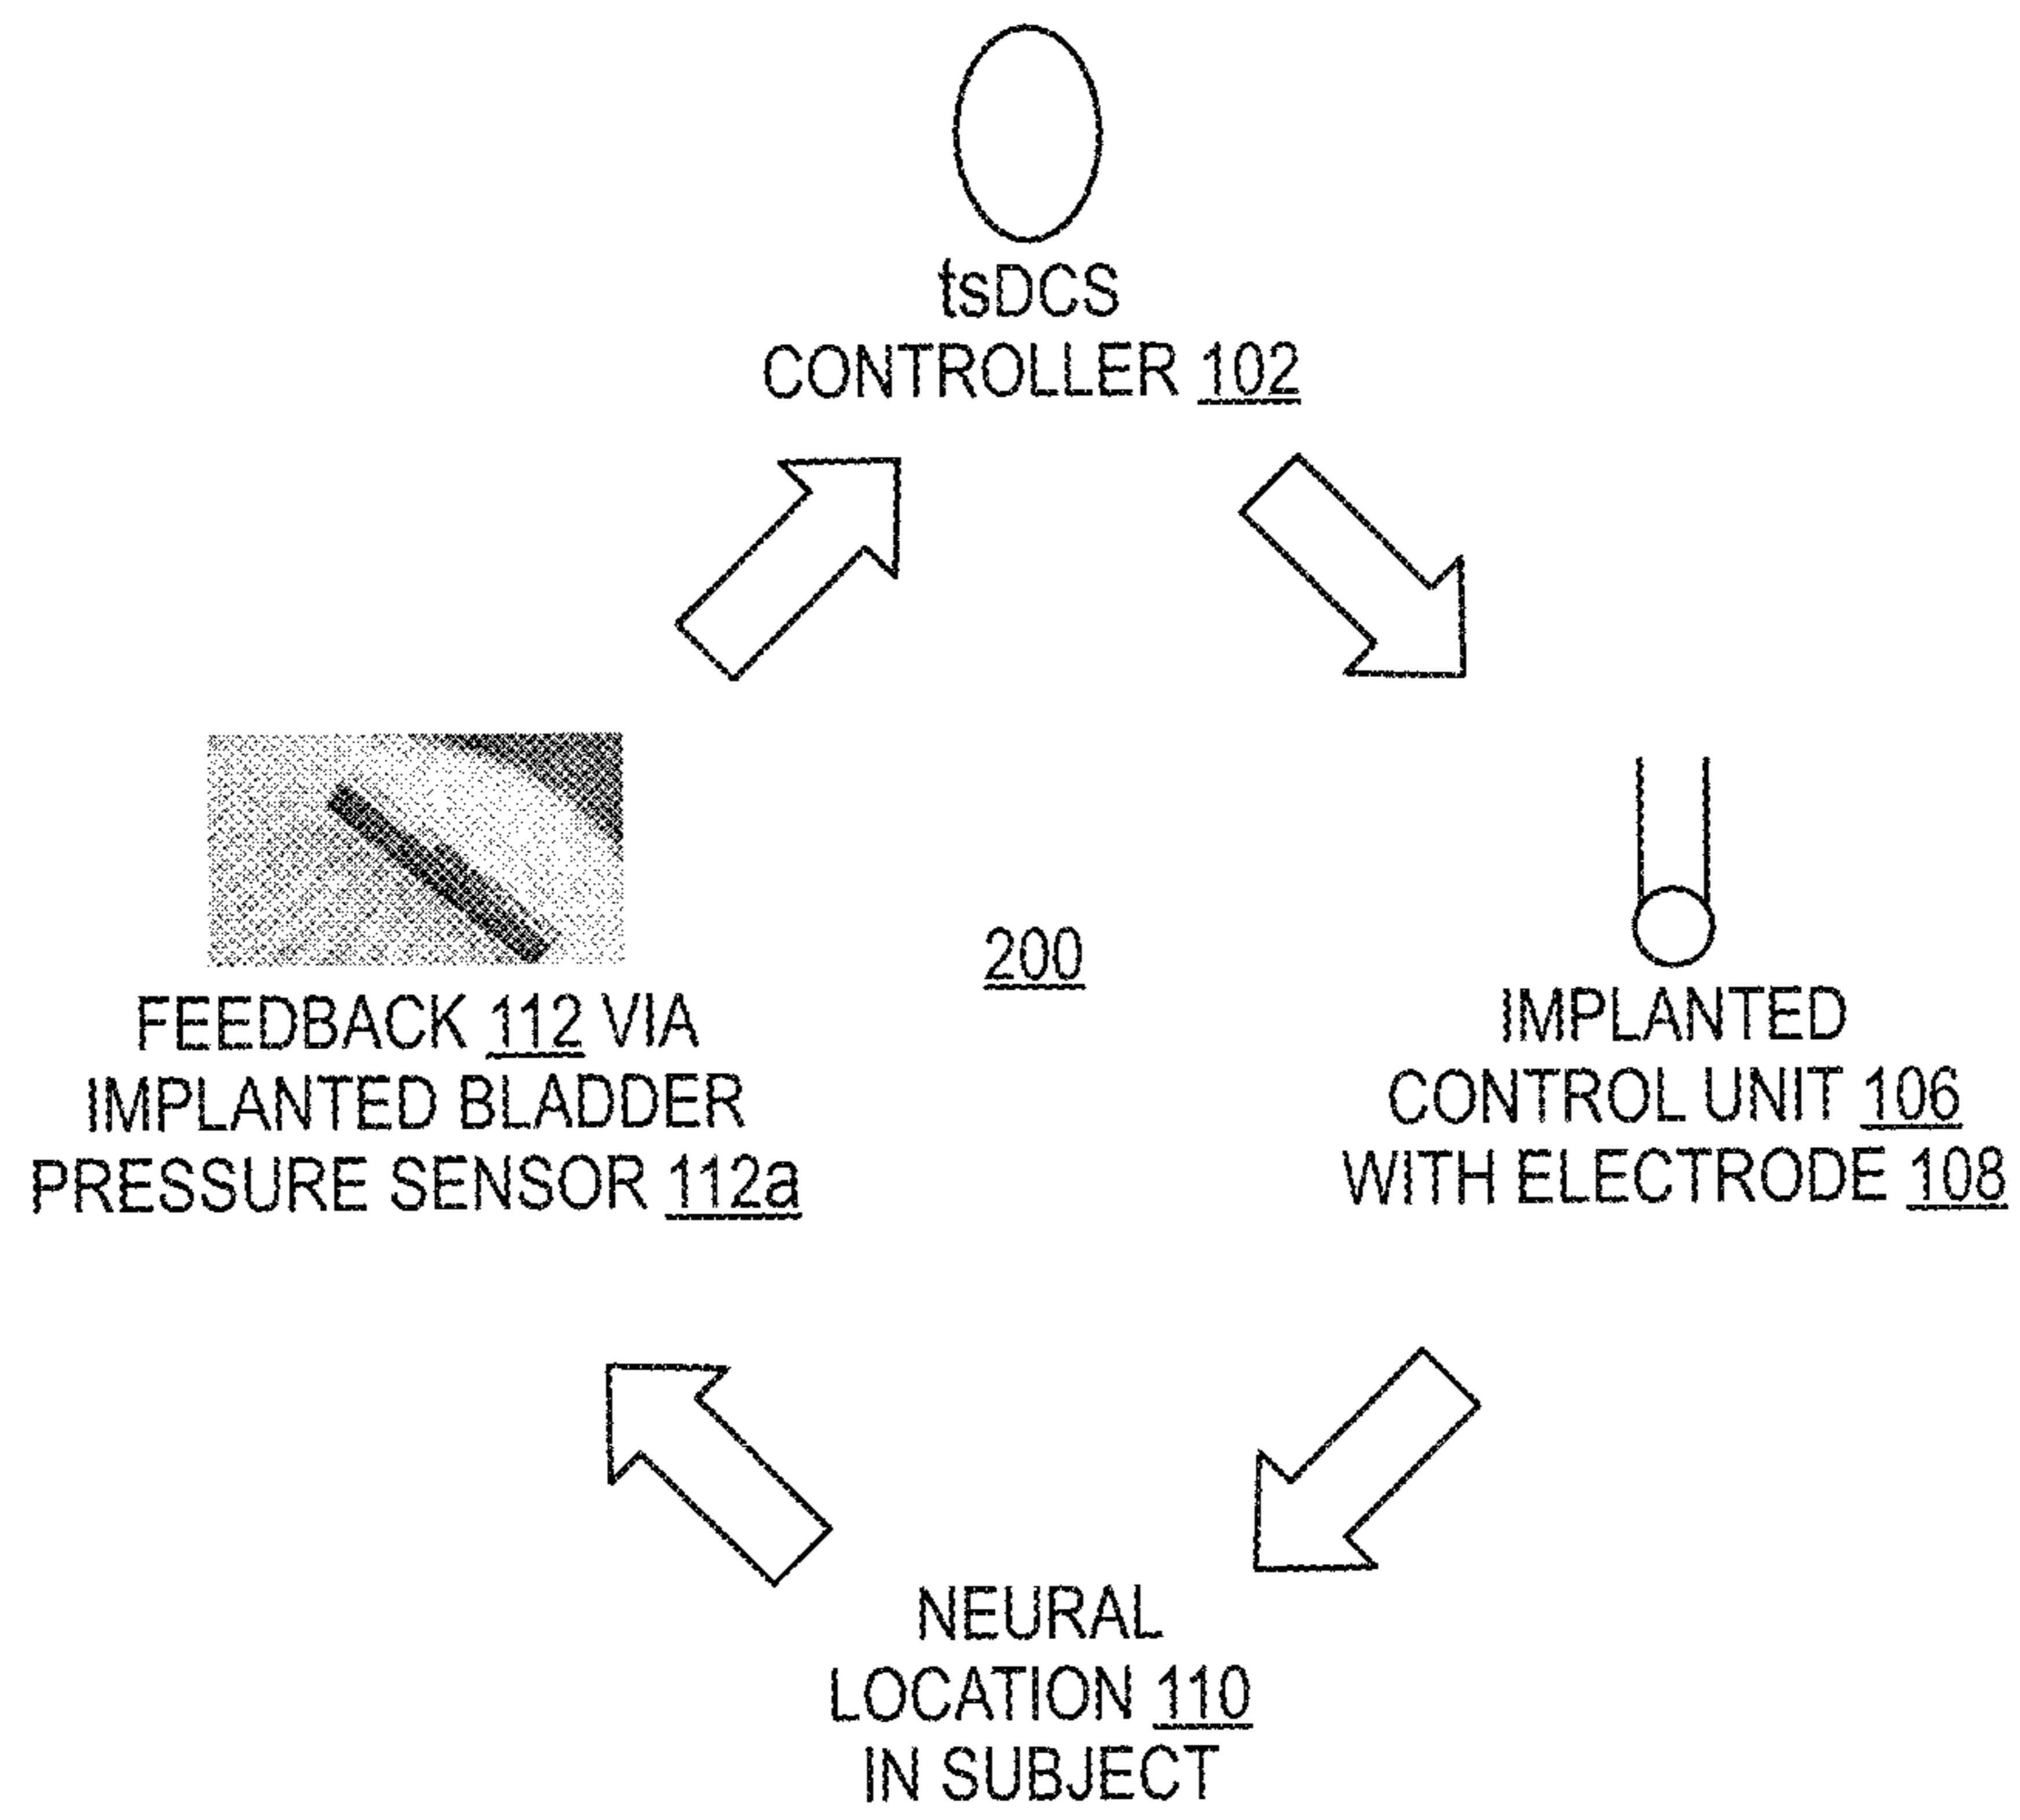 tsDCS
CONTROLLER 102
200
FEEDBACK 112 VIA
IMPLANTED BLADDER
PRESSURE SENSOR 112a
IMPLANTED
CONTROL UNIT 106
WITH ELECTRODE 108
NEURAL
LOCATION 110
IN SUBJECT